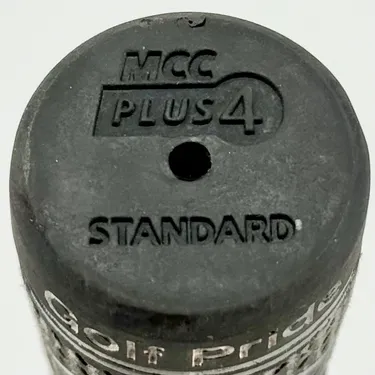 MCC
PLUS4
STANDARD
Golf Pride